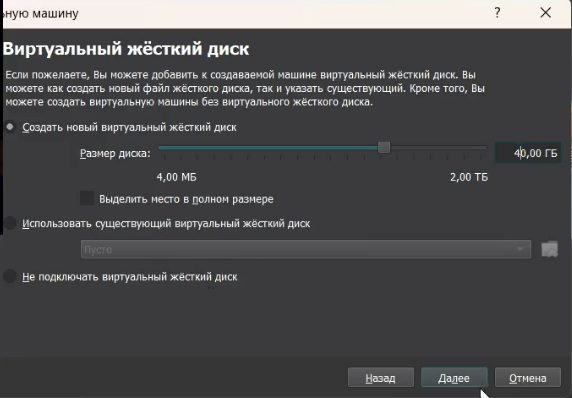 ьную машину
?
Виртуальный жёсткий диск
Если пожелаете, Вы можете добавить к создаваемой машине виртуальный жёсткий диск. Вы
можете как создать новый файл жёсткого диска, так и указать существующий. Кроме того, Вы
можете создать виртуальную машины без виртуального жёсткого диска.
Создать новый виртуальный жёсткий диск
Размер диска:
40,00 ГБ
4,00 МБ
2,00 ТБ
Выделить место в полном размере
Использовать существующий виртуальный жёсткий диск
Пусто
Не подключать виртуальный жёсткий диск
Назад
Далее
Отмена